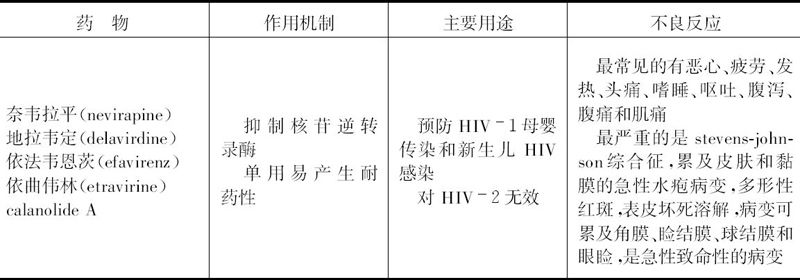 药 物
作用机制
主要用途
不良反应
奈韦拉平(nevirapine)
地拉韦定(delavirdine)
依法韦恩茨(efavirenz)
依曲伟林(etravirine)
calanolide A
抑制核苷逆转
录酶
单用易产生耐
药性
预防 HIV-1母婴
传染和新生儿 HIV
感染
对 HIV-2无效
最常见的有恶心、疲劳、发
热、头痛、嗜睡、呕吐、腹泻、
腹痛和肌痛
最严重的是 stevens-john-
son综合征,累及皮肤和黏
膜的急性水疱病变,多形性
红斑,表皮坏死溶解,病变可
累及角膜、睑结膜、球结膜和
眼睑,是急性致命性的病变